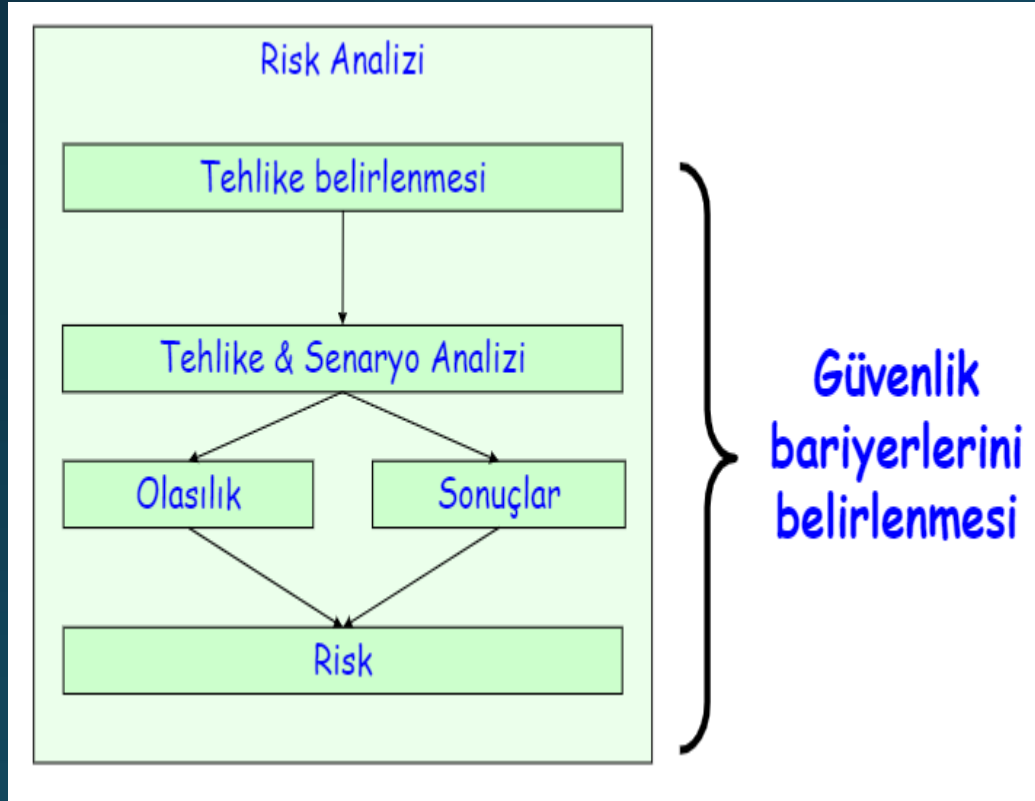 Risk Analizi
Tehlike belirlenmesi
Tehlike & Senaryo Analizi
Olasılık
Sonuçlar
Risk
Güvenlik
bariyerlerini
belirlenmesi